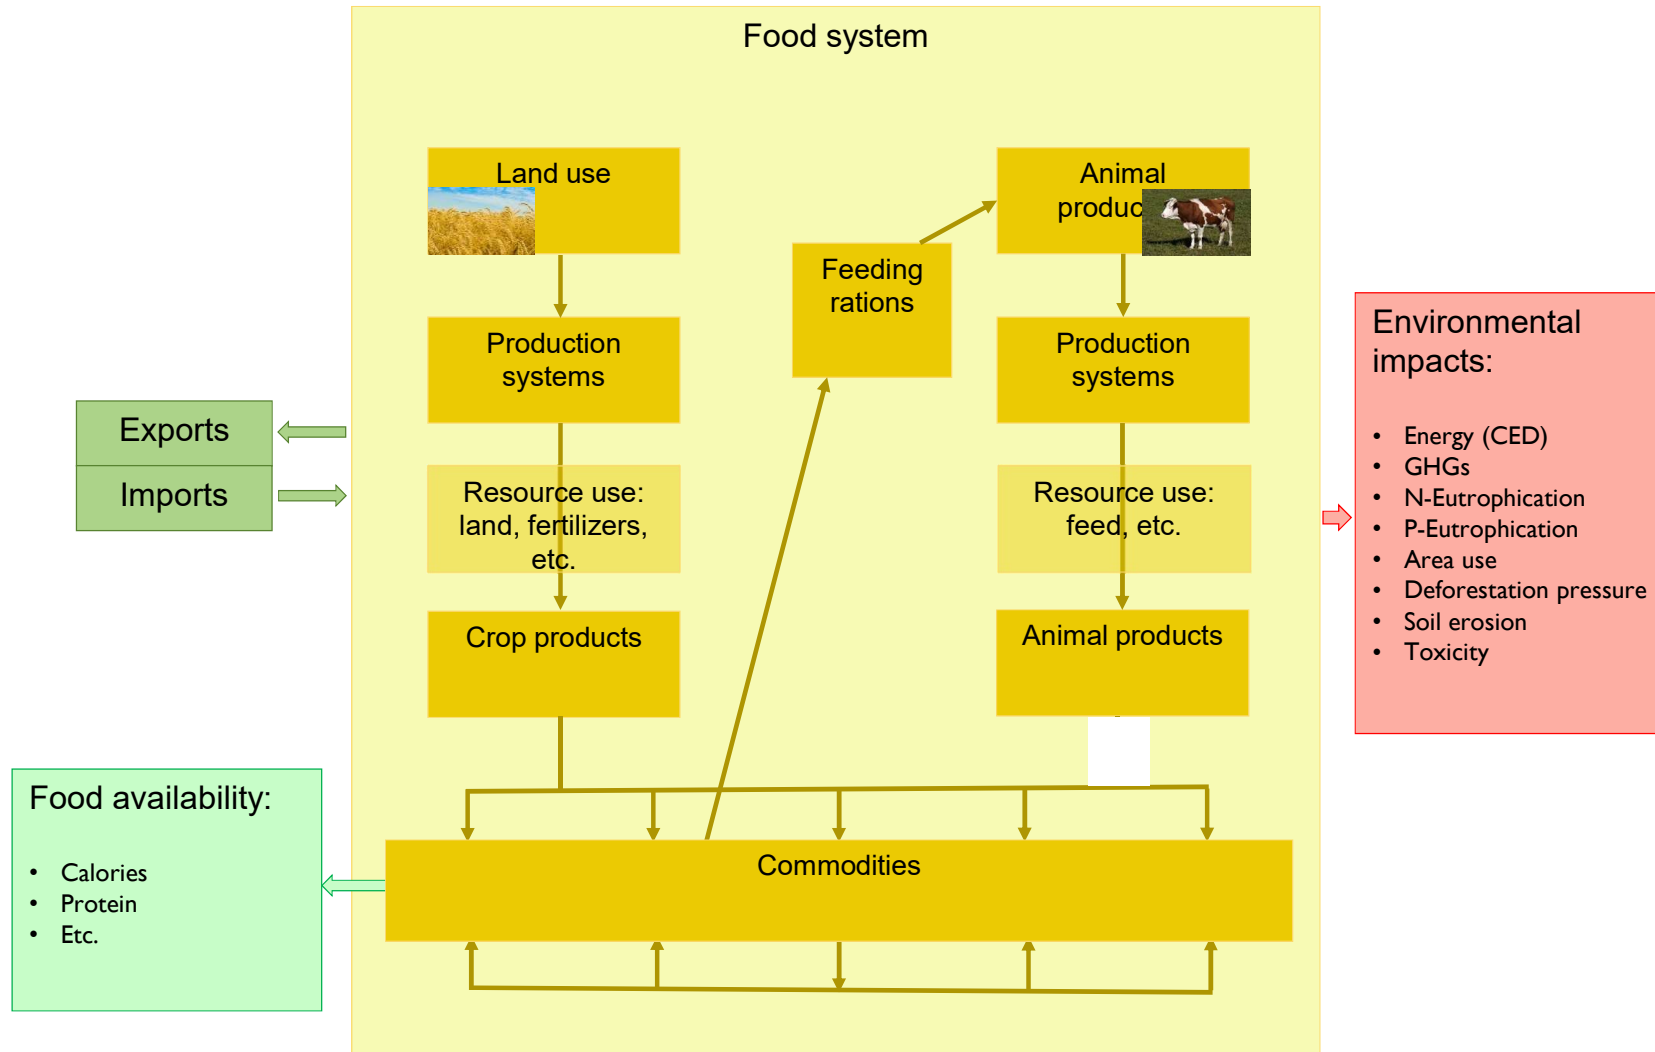 Food system
Land use
Animal
produc
Feeding
rations
Production
systems
Production
systems
Environmental
impacts:
• Energy (CED)
• GHGs
• N-Eutrophication
• P-Eutrophication
• Area use
• Deforestation pressure
• Soil erosion
• Toxicity
Exports
Imports
Resource use:
land, fertilizers,
etc.
Resource use:
feed, etc.
Crop products
Animal products
Food availability:
• Calories
• Protein
• Etc.
Commodities